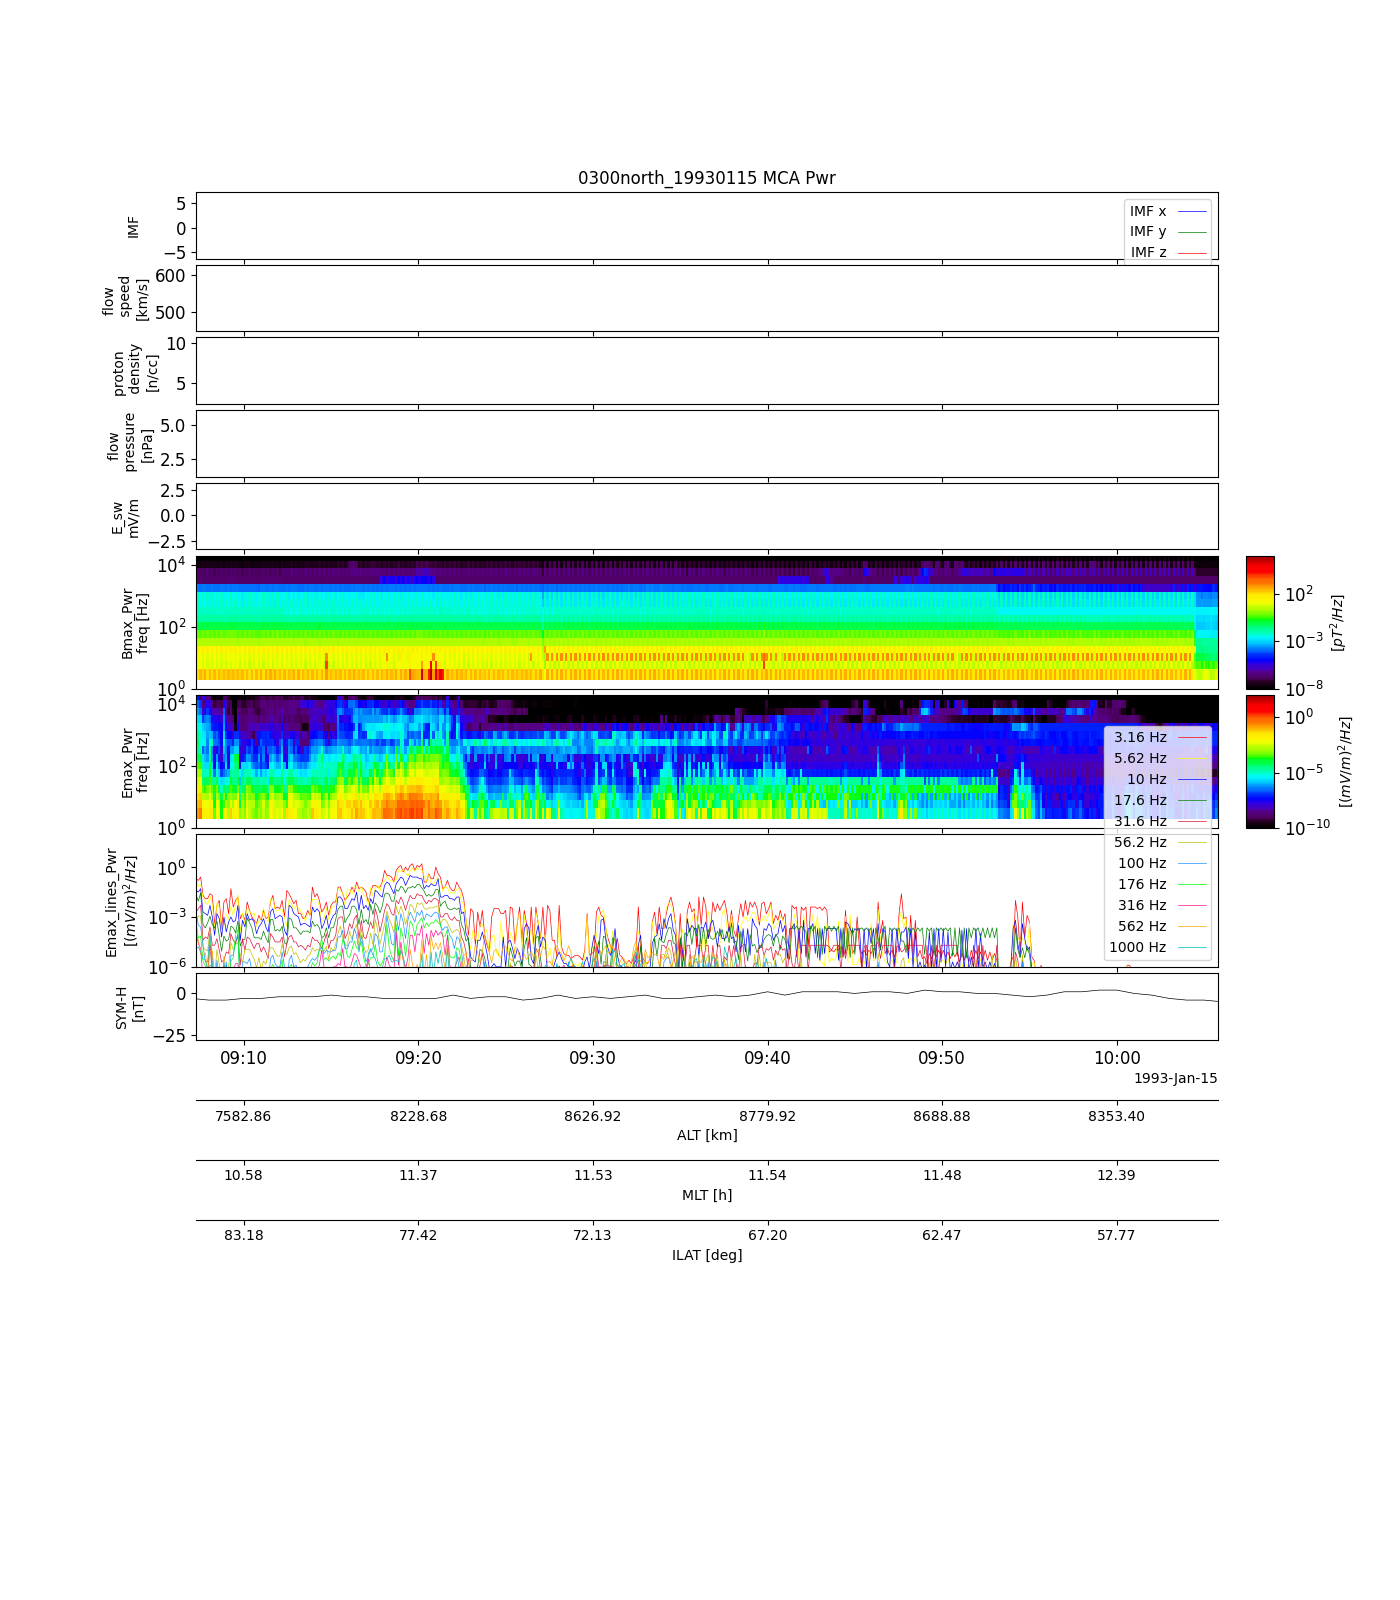 0300north_19930115 MCA Pwr
IMF
5
0
−5
IMF x
IMF y
IMF z
flow
speed
[km/s]
600
500
proton
density
[n/cc]
10
5
flow
pressure
[nPa]
5.0
2.5
E_sw
mV/m
2.5
0.0
−2.5
Bmax_Pwr
freq [Hz]
10^4
10^2
10^0
10^2
10^−3
10^−8
[pT^2/Hz]
Emax_Pwr
freq [Hz]
10^4
10^2
10^0
10^0
10^−5
10^−10
[(mV/m)^2/Hz]
3.16 Hz
5.62 Hz
10 Hz
17.6 Hz
31.6 Hz
56.2 Hz
100 Hz
176 Hz
316 Hz
562 Hz
1000 Hz
Emax_lines_Pwr
[(mV/m)^2/Hz]
10^0
10^−3
10^−6
SYM-H
[nT]
0
−25
09:10 09:20 09:30 09:40 09:50 10:00
1993-Jan-15
7582.86 8228.68 8626.92 8779.92 8688.88 8353.40
ALT [km]
10.58 11.37 11.53 11.54 11.48 12.39
MLT [h]
83.18 77.42 72.13 67.20 62.47 57.77
ILAT [deg]